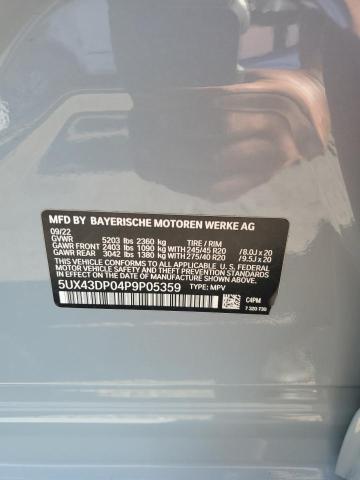 MFD BY BAYERISCHE MOTOREN WERKE AG
09/22
GVWR 5203 lbs 2360 kg TIRE / RIM
GAWR FRONT 2403 lbs 1090 kg WITH 245/45 R20 / 8.0J x 20
GAWR REAR 3042 lbs 1380 kg WITH 275/40 R20 / 9.5J x 20
THIS VEHICLE CONFORMS TO ALL APPLICABLE U.S. FEDERAL
MOTOR VEHICLE SAFETY AND THEFT PREVENTION STANDARDS
IN EFFECT ON THE DATE OF MANUFACTURE SHOWN ABOVE.
5UX43DP04P9P05359 TYPE: MPV
C4PM
7 320 730